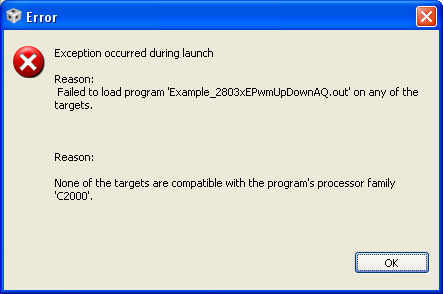 Error
Exception occurred during launch
Reason:
Failed to load program 'Example_2803xEPwmUpDownAQ.out' on any of the
targets.
Reason:
None of the targets are compatible with the program's processor family
'C2000'.
OK